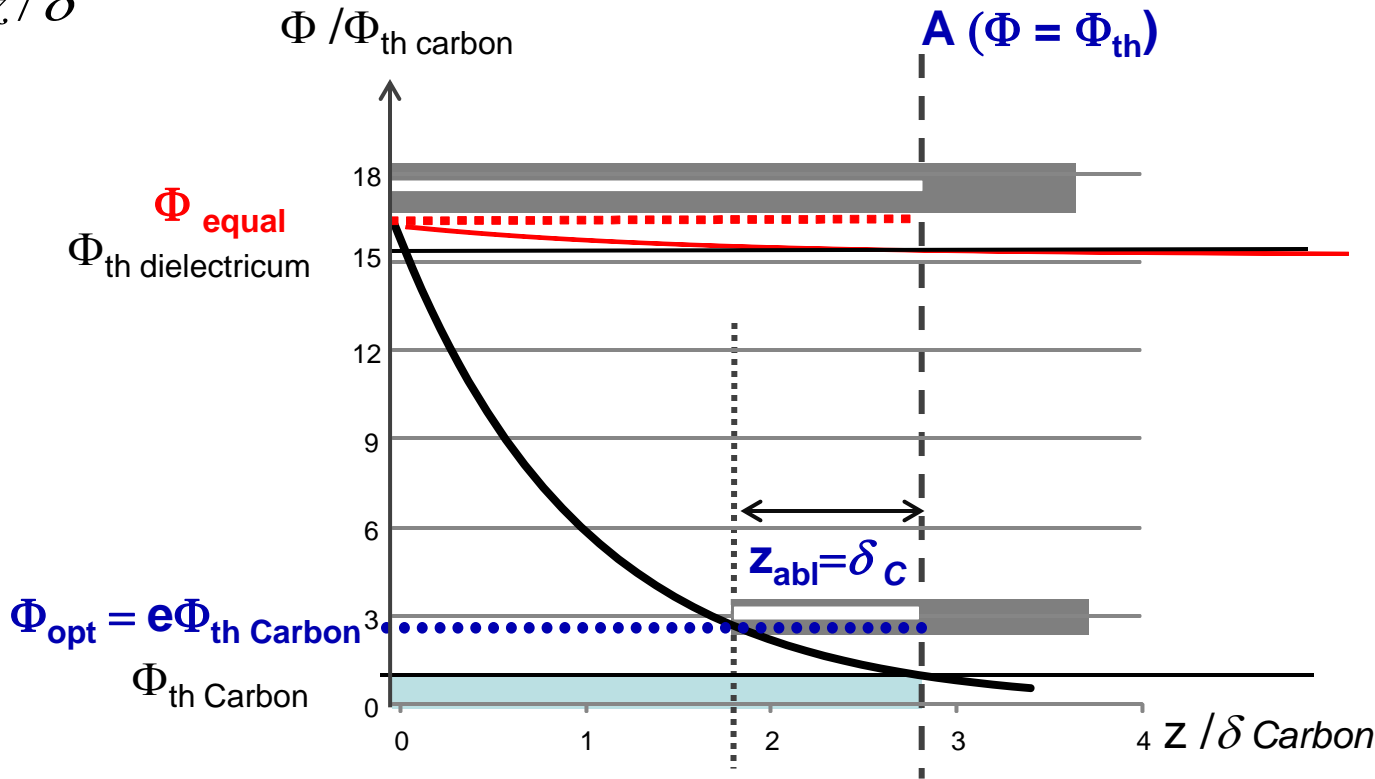 /δ
Φ /Φth carbon
A (Φ = Φth)
18
Φ equal
Φth dielectricum
15
12
9
6
zabl=δ C
Φopt = eΦth Carbon
3
Φth Carbon
0
0 1 2 3 4 z /δ Carbon